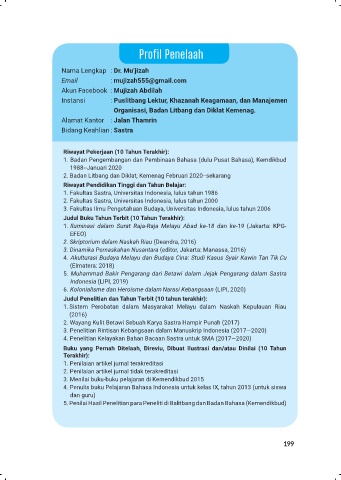 Profil Penelaah
Nama Lengkap : Dr. Mu'jizah
Email : mujizah555@gmail.com
Akun Facebook : Mujizah Abdilah
Instansi : Puslitbang Lektur, Khazanah Keagamaan, dan Manajemen
Organisasi, Badan Litbang dan Diklat Kemenag.
Alamat Kantor : Jalan Thamrin
Bidang Keahlian : Sastra
Riwayat Pekerjaan (10 Tahun Terakhir):
1. Badan Pengembangan dan Pembinaan Bahasa (dulu Pusat Bahasa), Kemdikbud
1988–Januari 2020
2. Badan Litbang dan Diklat, Kemenag Februari 2020–sekarang
Riwayat Pendidikan Tinggi dan Tahun Belajar:
1. Fakultas Sastra, Universitas Indonesia, lulus tahun 1986
2. Fakultas Sastra, Universitas Indonesia, lulus tahun 2000
3. Fakultas Ilmu Pengetahuan Budaya, Universitas Indonesia, lulus tahun 2006
Judul Buku Tahun Terbit (10 Tahun Terakhir):
1. Iluminasi dalam Surat Raja-Raja Melayu Abad ke-18 dan ke-19 (Jakarta: KPG-
EFEO)
2. Skriptorium dalam Naskah Riau (Deandra, 2016)
3. Dinamika Pernaskahan Nusantara (editor, Jakarta: Manassa, 2016)
4. Akulturasi Budaya Melayu dan Budaya Cina: Studi Kasus Syair Kawin Tan Tik Cu
(Elmatera: 2018)
5. Muhammad Bakir Pengarang dari Betawi dalam Jejak Pengarang dalam Sastra
Indonesia (LIPI, 2019)
6. Kolonialisme dan Heroisme dalam Narasi Kebangsaan (LIPI, 2020)
Judul Penelitian dan Tahun Terbit (10 tahun terakhir):
1. Sistem Perobatan dalam Masyarakat Melayu dalam Naskah Kepulauan Riau
(2016)
2. Wayang Kulit Betawi Sebuah Karya Sastra Hampir Punah (2017)
3. Penelitian Rintisan Kebangsaan dalam Manuskrip Indonesia (2017—2020)
4. Penelitian Kelayakan Bahan Bacaan Sastra untuk SMA (2017—2020)
Buku yang Pernah Ditelaah, Direviu, Dibuat Ilustrasi dan/atau Dinilai (10 Tahun
Terakhir):
1. Penilaian artikel jurnal terakreditasi
2. Penilaian artikel jurnal tidak terakreditasi
3. Menilai buku-buku pelajaran di Kemendikbud 2015
4. Penulis buku Pelajaran Bahasa Indonesia untuk kelas IX, tahun 2013 (untuk siswa
dan guru)
5. Penilai Hasil Penelitian para Peneliti di Balitbang dan Badan Bahasa (Kemendikbud)
199